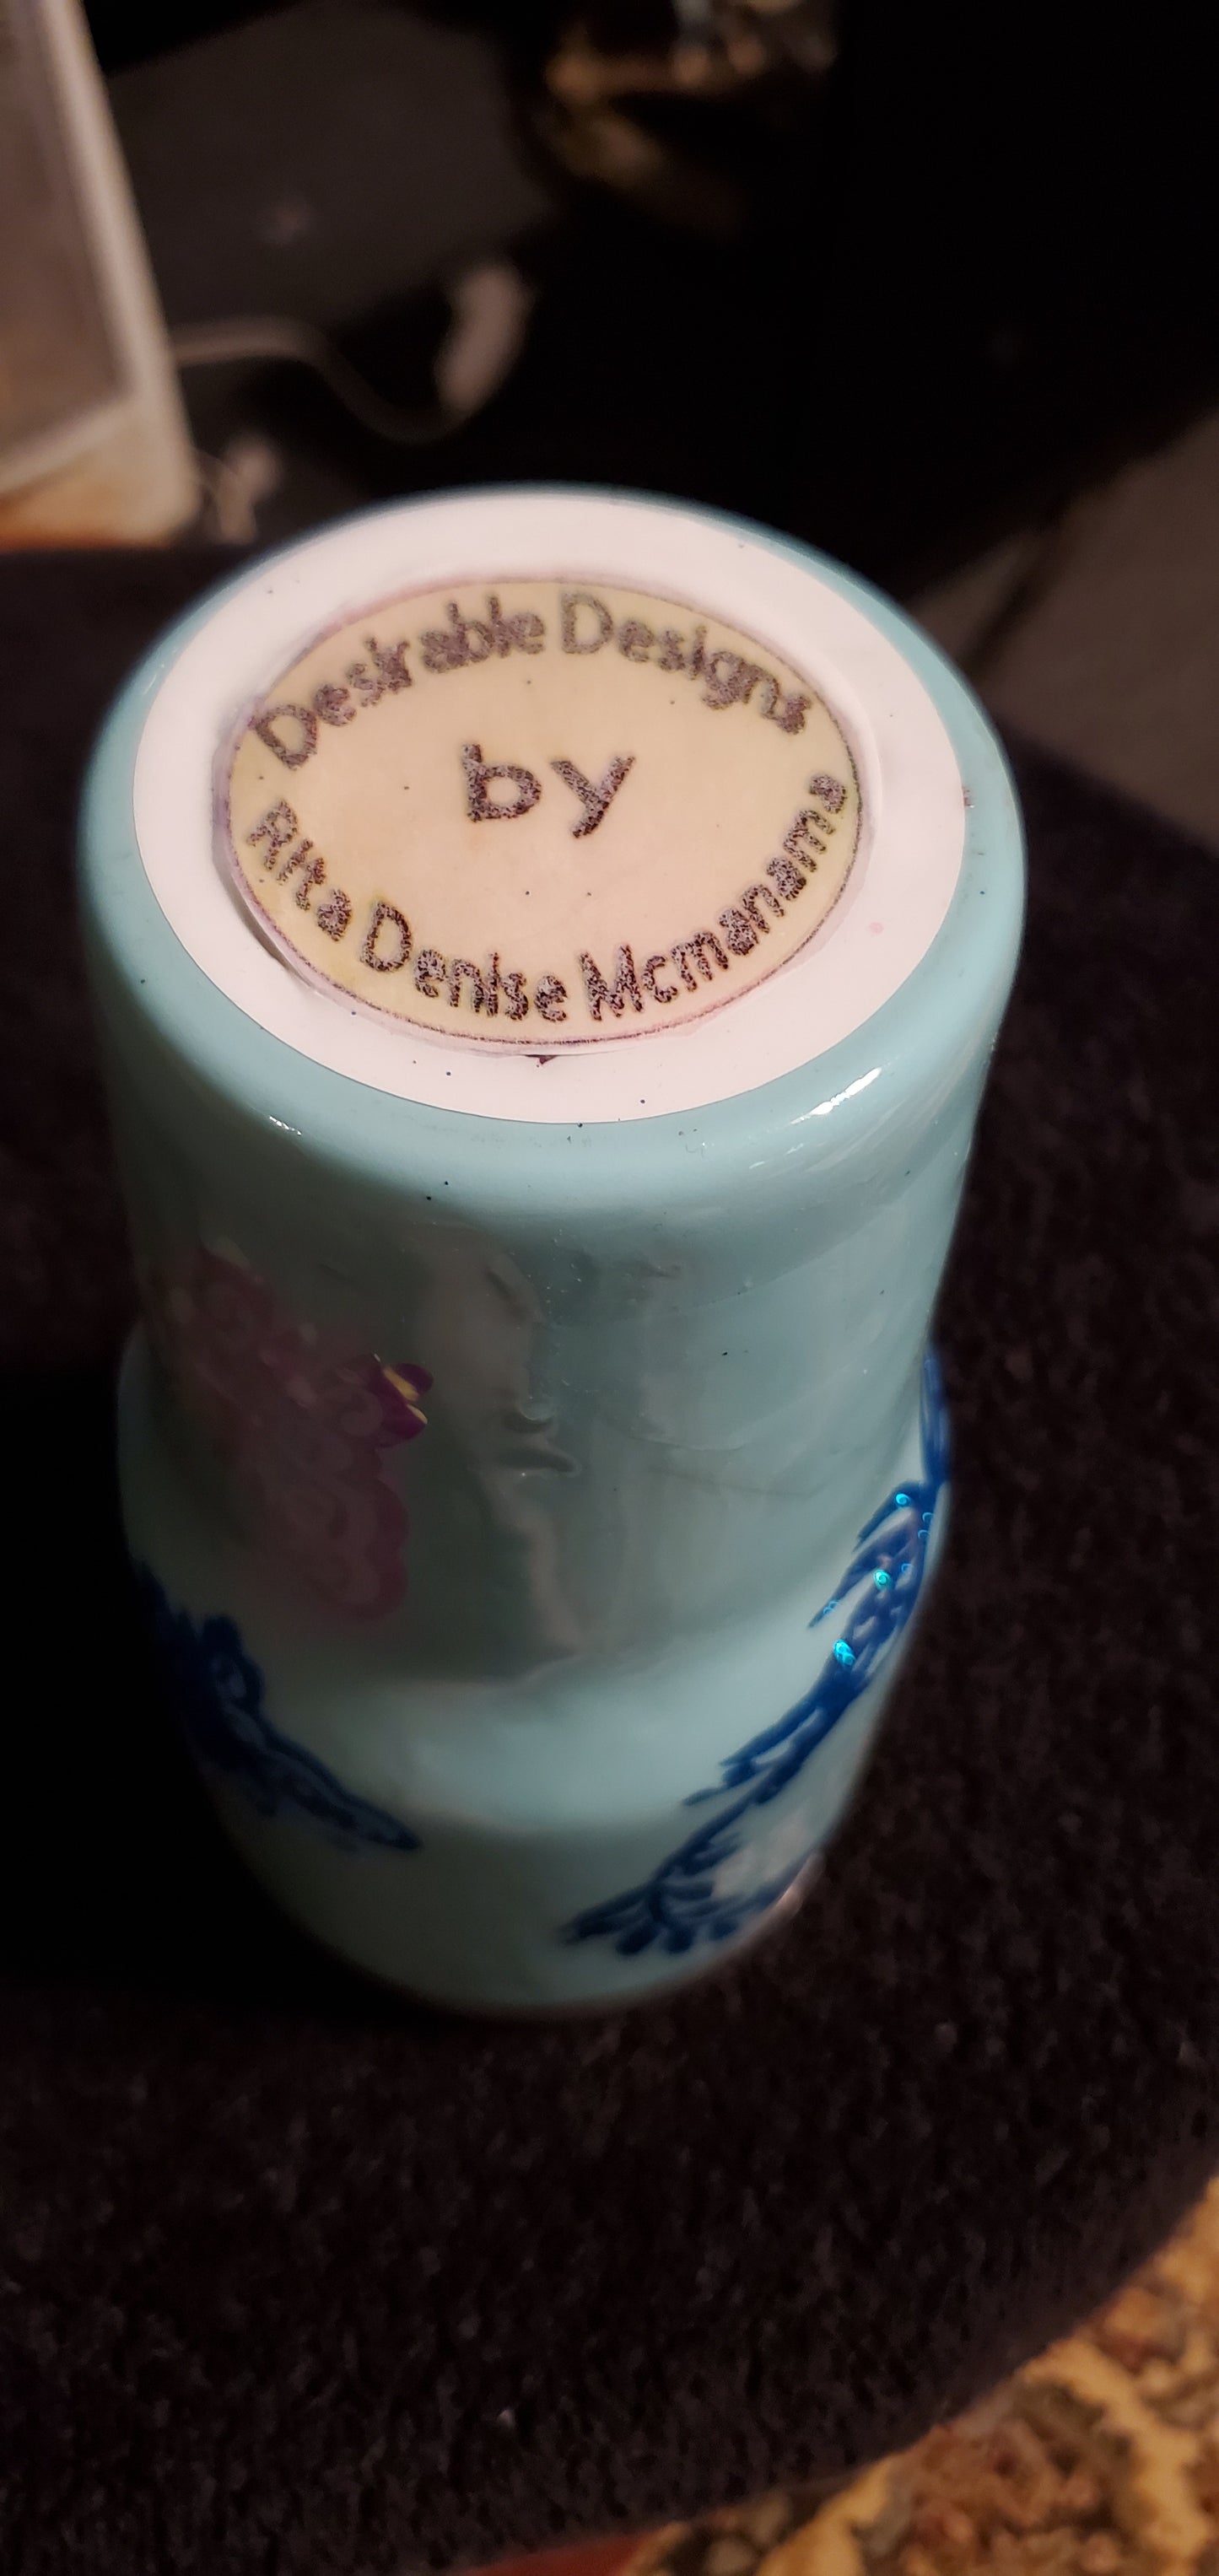 Desirable Designs
by
Rita Denise Mcmanama